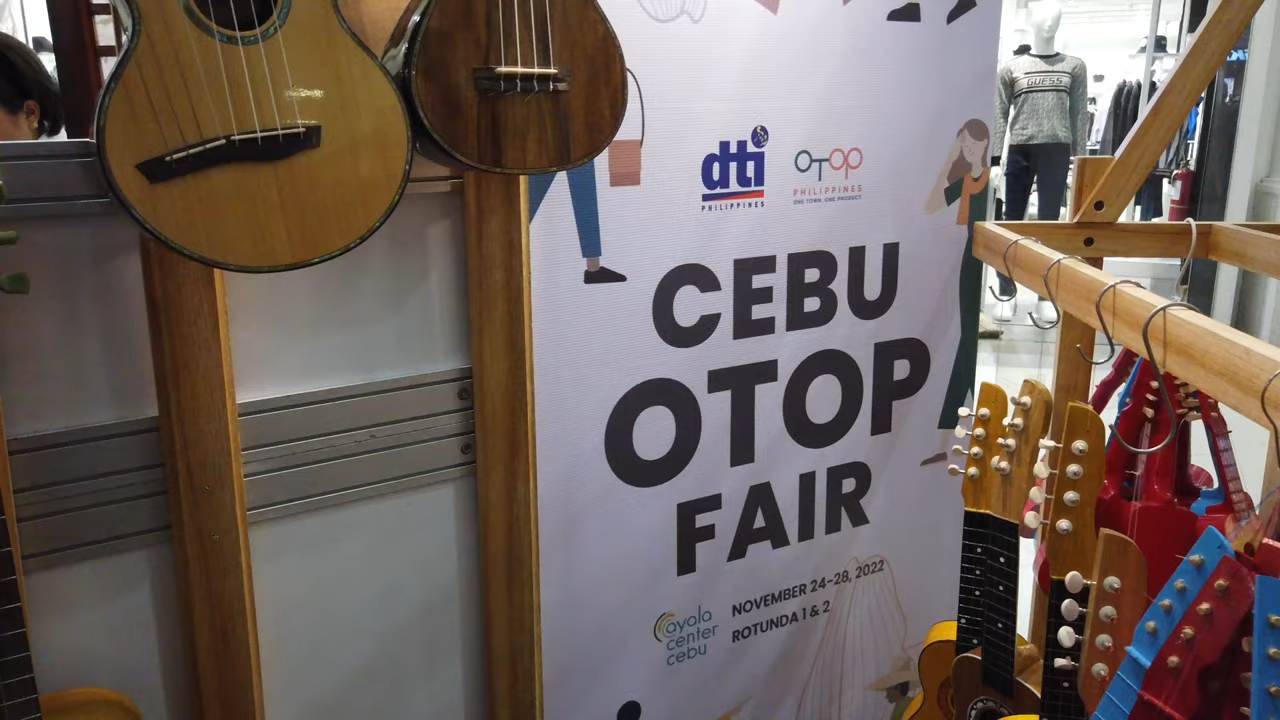 GUESS
dti
PHILIPPINES
OTOP
PHILIPPINES
ONE TOWN, ONE PRODUCT
CEBU
OTOP
FAIR
ayala
center
cebu
NOVEMBER 24-28, 2022
ROTUNDA 1 & 2